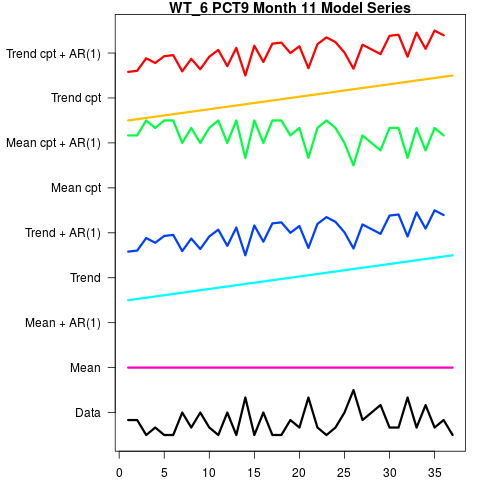 WT_6 PCT9 Month 11 Model Series
Trend cpt + AR(1)
Trend cpt
Mean cpt + AR(1)
Mean cpt
Trend + AR(1)
Trend
Mean + AR(1)
Mean
Data
0 5 10 15 20 25 30 35